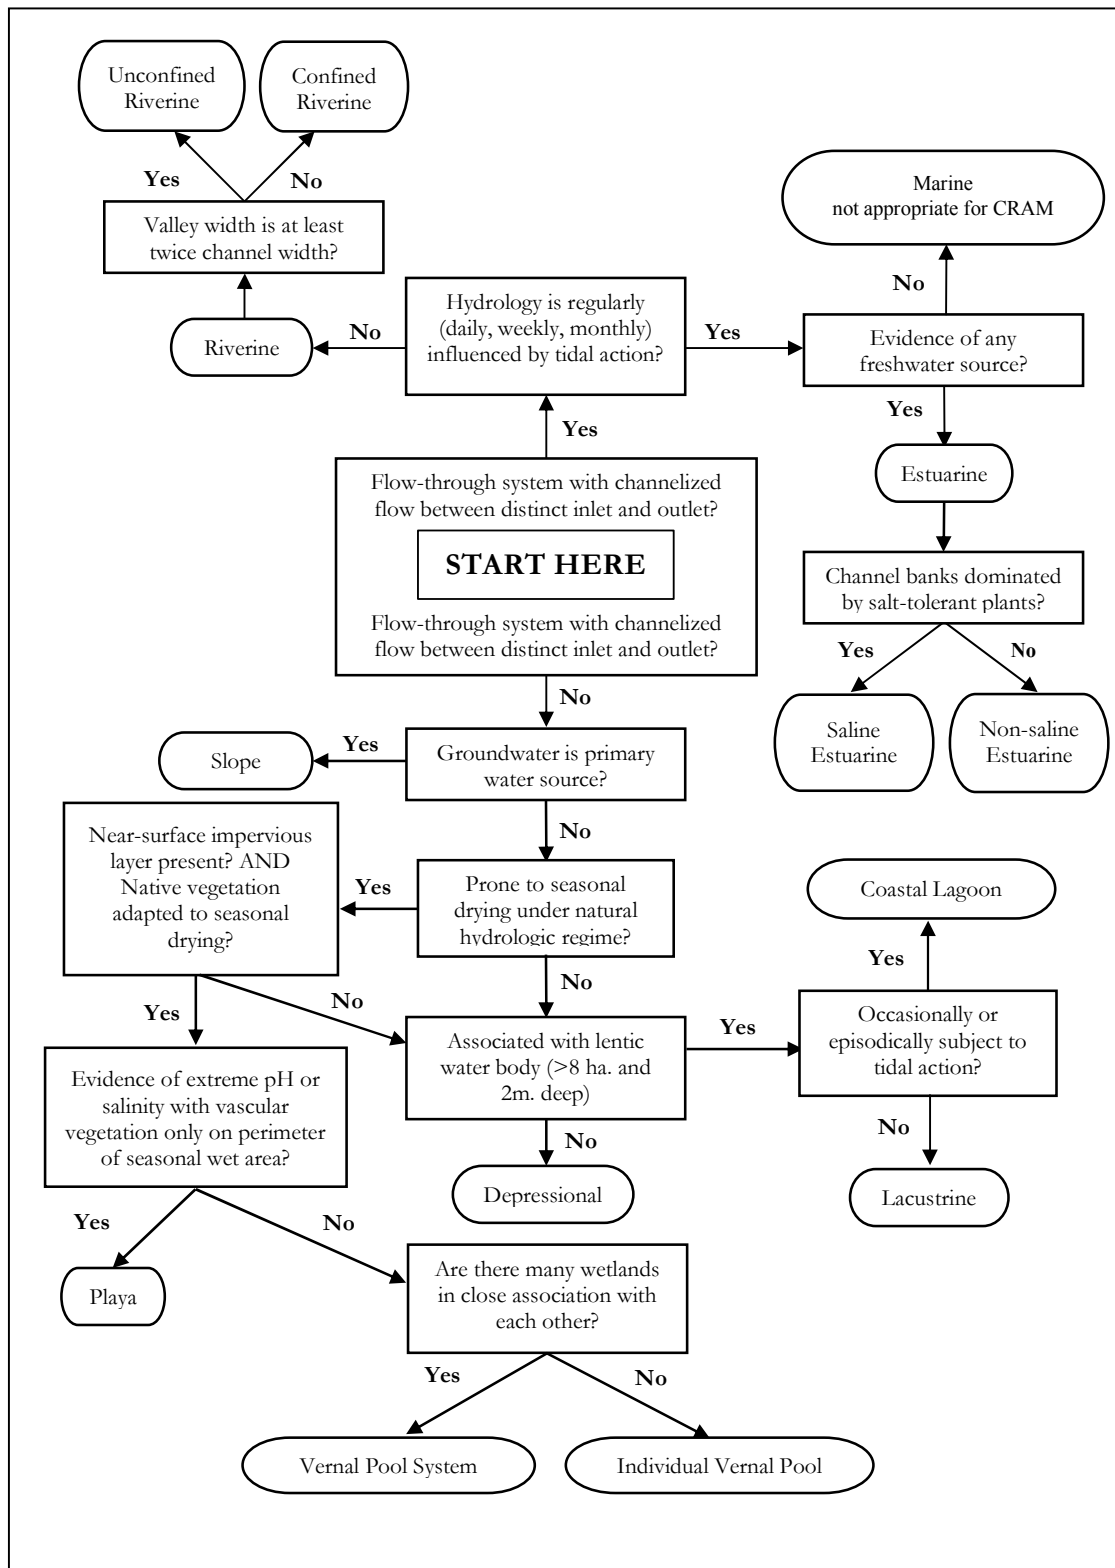 Unconfined
Riverine
Confined
Riverine
Yes
No
Valley width is at least
twice channel width?
Marine
not appropriate for CRAM
No
Hydrology is regularly
(daily, weekly, monthly)
influenced by tidal action?
No
Riverine
Yes
Evidence of any
freshwater source?
Yes
Yes
Estuarine
Flow-through system with channelized
flow between distinct inlet and outlet?
START HERE
Flow-through system with channelized
flow between distinct inlet and outlet?
Channel banks dominated
by salt-tolerant plants?
Yes
No
Saline
Estuarine
Non-saline
Estuarine
No
Groundwater is primary
water source?
Yes
Slope
No
Near-surface impervious
layer present? AND
Native vegetation
adapted to seasonal
drying?
Yes
Prone to seasonal
drying under natural
hydrologic regime?
Coastal Lagoon
Yes
No
No
Yes
Associated with lentic
water body (>8 ha. and
2m. deep)
Yes
Occasionally or
episodically subject to
tidal action?
Evidence of extreme pH or
salinity with vascular
vegetation only on perimeter
of seasonal wet area?
No
Depressional
No
Lacustrine
Yes
No
Playa
Are there many wetlands
in close association with
each other?
Yes
No
Vernal Pool System
Individual Vernal Pool